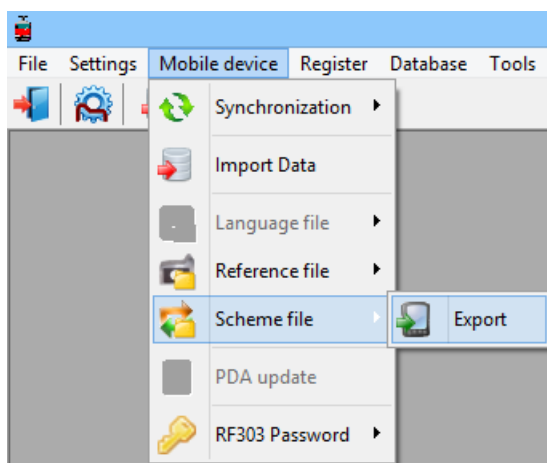 File Settings Mobile device Register Database Tools
Synchronization
Import Data
Language file
Reference file
Scheme file Export
PDA update
RF303 Password